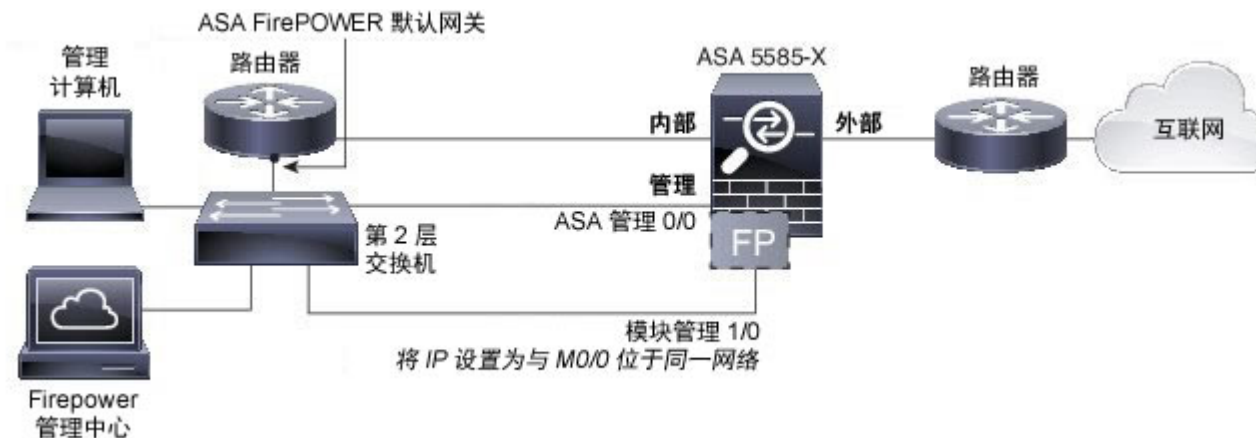 ASA FirePOWER 默认网关
管理
计算机
路由器
ASA 5585-X
路由器
内部
外部
互联网
管理
ASA 管理 0/0
第 2 层
交换机
FP
模块管理 1/0
将 IP 设置为与 M0/0 位于同一网络
Firepower
管理中心